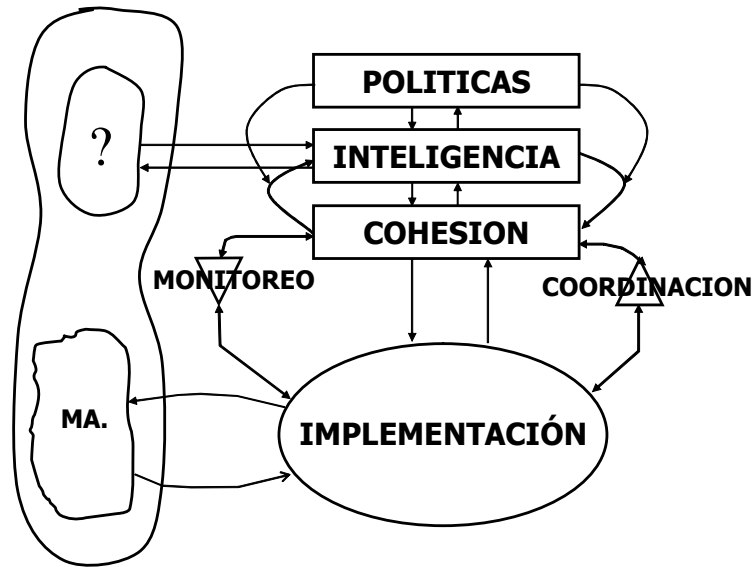 POLITICAS
?
INTELIGENCIA
COHESION
MONITOREO
COORDINACION
MA.
IMPLEMENTACIÓN